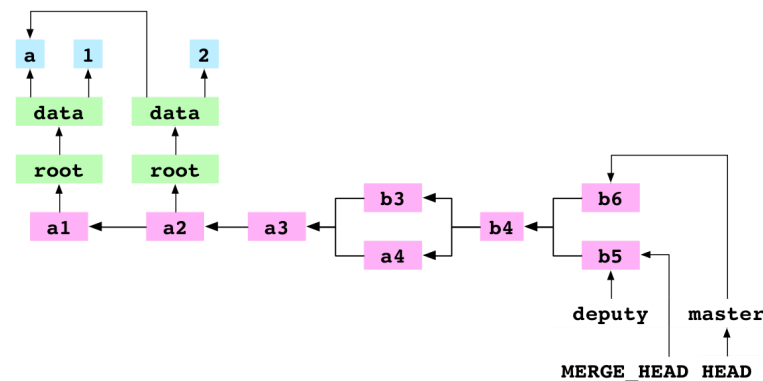 a 1 2
data data
root root
b3 b6
a1 a2 a3 b4
a4 b5
deputy master
MERGE_HEAD HEAD